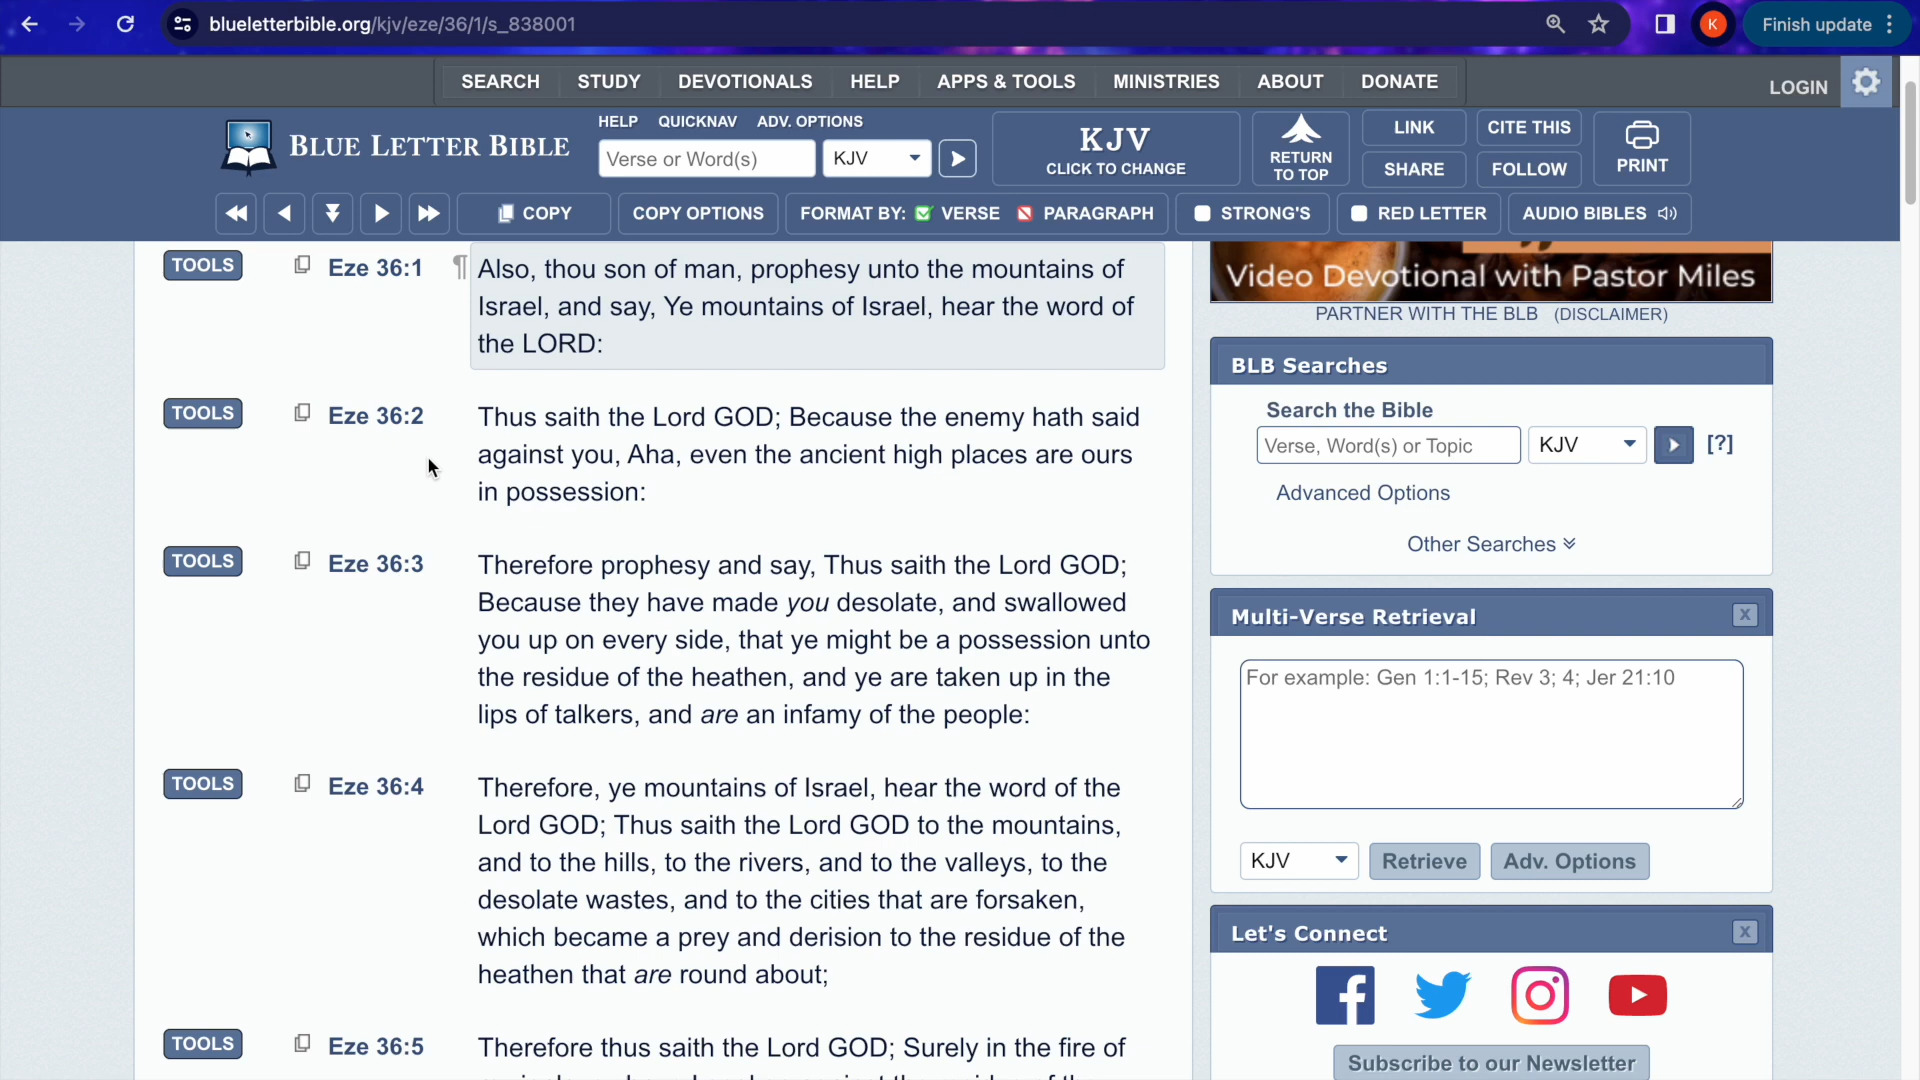 blueletterbible.org/kjv/eze/36/1/s_838001
K
Finish update
SEARCH STUDY DEVOTIONALS HELP APPS & TOOLS MINISTRIES ABOUT DONATE
LOGIN
BLUE LETTER BIBLE
HELP QUICKNAV ADV. OPTIONS
Verse or Word(s)
KJV
KJV
CLICK TO CHANGE
RETURN
TO TOP
LINK
CITE THIS
SHARE
FOLLOW
PRINT
COPY
COPY OPTIONS
FORMAT BY: VERSE PARAGRAPH
STRONG'S
RED LETTER
AUDIO BIBLES
TOOLS
Eze 36:1
¶ Also, thou son of man, prophesy unto the mountains of
Israel, and say, Ye mountains of Israel, hear the word of
the LORD:
TOOLS
Eze 36:2
Thus saith the Lord GOD; Because the enemy hath said
against you, Aha, even the ancient high places are ours
in possession:
TOOLS
Eze 36:3
Therefore prophesy and say, Thus saith the Lord GOD;
Because they have made you desolate, and swallowed
you up on every side, that ye might be a possession unto
the residue of the heathen, and ye are taken up in the
lips of talkers, and are an infamy of the people:
TOOLS
Eze 36:4
Therefore, ye mountains of Israel, hear the word of the
Lord GOD; Thus saith the Lord GOD to the mountains,
and to the hills, to the rivers, and to the valleys, to the
desolate wastes, and to the cities that are forsaken,
which became a prey and derision to the residue of the
heathen that are round about;
TOOLS
Eze 36:5
Therefore thus saith the Lord GOD; Surely in the fire of
Video Devotional with Pastor Miles
PARTNER WITH THE BLB (DISCLAIMER)
BLB Searches
Search the Bible
Verse, Word(s) or Topic
KJV
[?]
Advanced Options
Other Searches
Multi-Verse Retrieval
X
For example: Gen 1:1-15; Rev 3; 4; Jer 21:10
KJV
Retrieve
Adv. Options
Let's Connect
X
Subscribe to our Newsletter